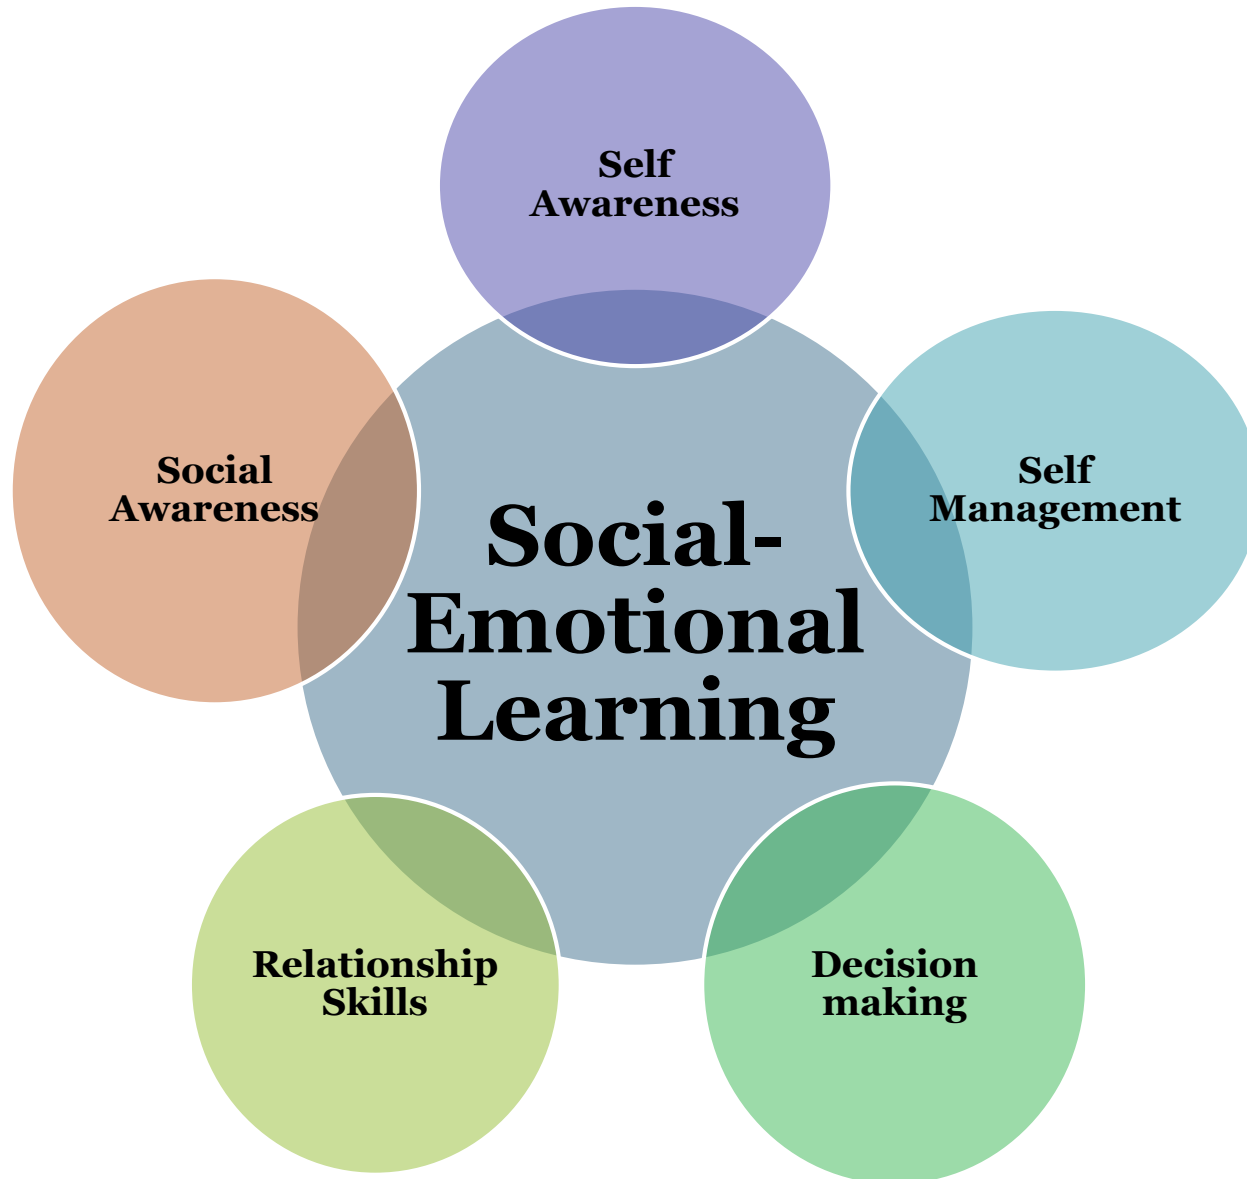 Self
Awareness
Social
Awareness
Self
Management
Social-
Emotional
Learning
Relationship
Skills
Decision
making